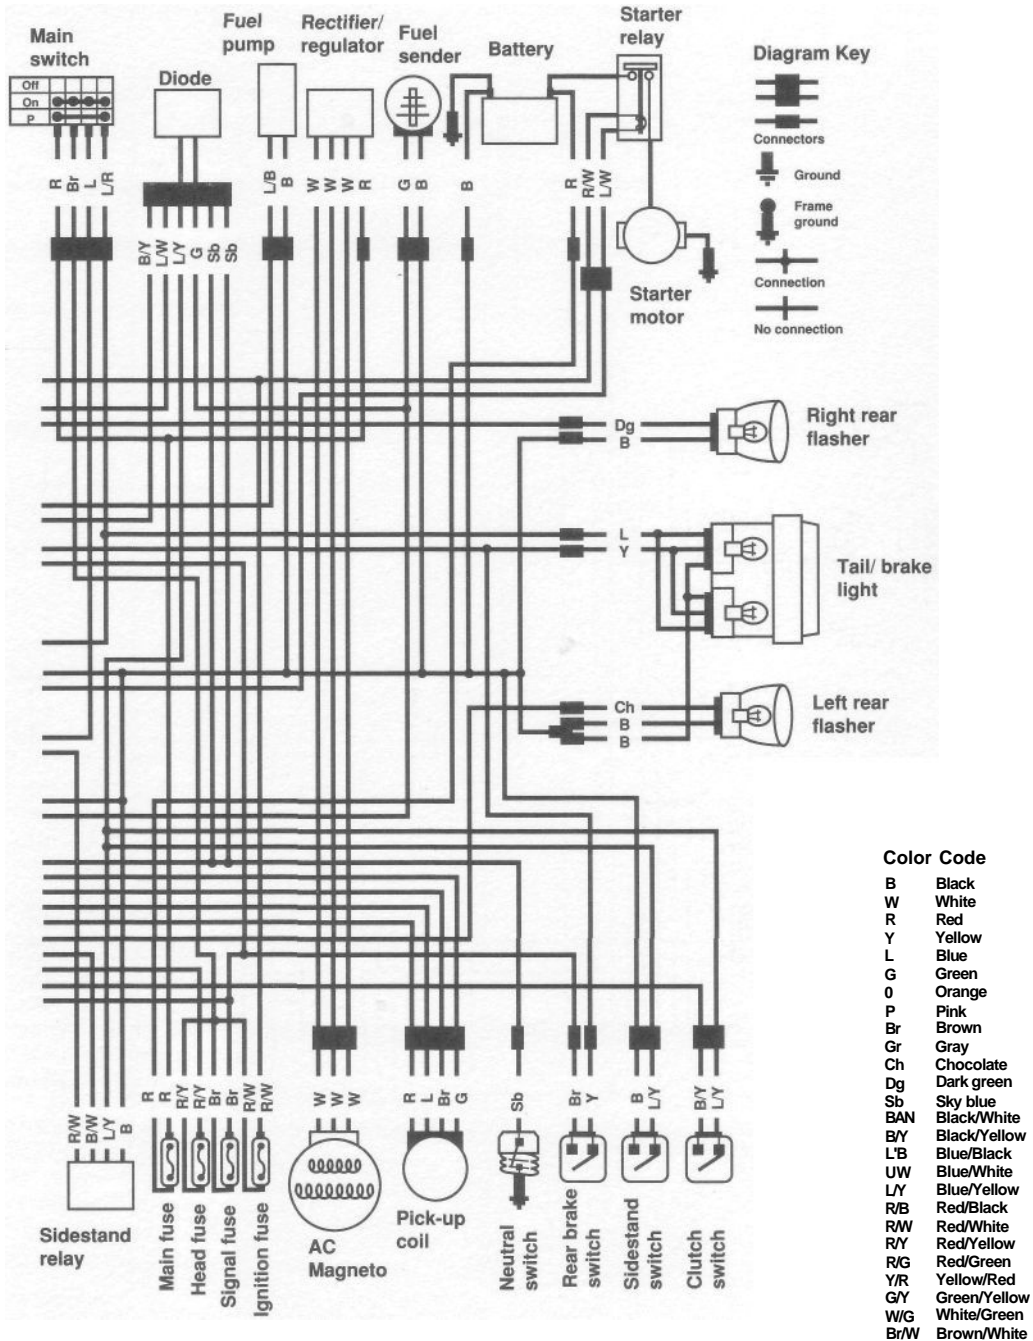 Main
switch
Off
On
P
Diode
Fuel
pump
Rectifier/
regulator
Fuel
sender
Battery
Starter
relay
Diagram Key
Connectors
Ground
Frame
ground
Connection
No connection
R
Br
L
L/R
B/Y
L/W
L/Y
G
Sb
Sb
L/B
B
W
W
W
R
G
B
B
R
R/W
L/W
Starter
motor
Dg
B
Right rear
flasher
L
Y
Tail/ brake
light
Ch
B
B
Left rear
flasher
R/W
B/W
L/Y
B
R
R
R/Y
R/Y
Br
Br
R/W
R/W
W
W
W
R
L
Br
G
Sb
Br
Y
B
L/Y
B/Y
L/Y
Sidestand
relay
Main fuse
Head fuse
Signal fuse
Ignition fuse
AC
Magneto
Pick-up
coil
Neutral
switch
Rear brake
switch
Sidestand
switch
Clutch
switch
Color Code
B Black
W White
R Red
Y Yellow
L Blue
G Green
0 Orange
P Pink
Br Brown
Gr Gray
Ch Chocolate
Dg Dark green
Sb Sky blue
BAN Black/White
B/Y Black/Yellow
L'B Blue/Black
UW Blue/White
L/Y Blue/Yellow
R/B Red/Black
R/W Red/White
R/Y Red/Yellow
R/G Red/Green
Y/R Yellow/Red
G/Y Green/Yellow
W/G White/Green
Br/W Brown/White